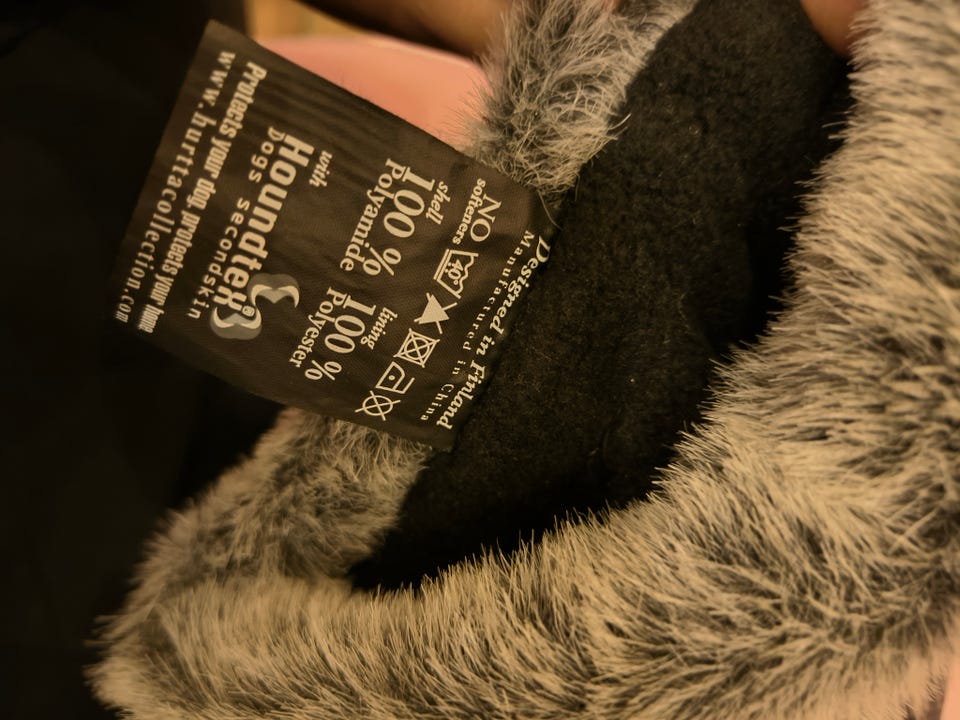 Designed in Finland
Manufactured in China
NO
softeners
40°
shell
100 %
Polyamide
lining
100 %
Polyester
with
Houndtex®
Dogs Secondskin
Protects your dog, protects your home
www.hurttacollection.com